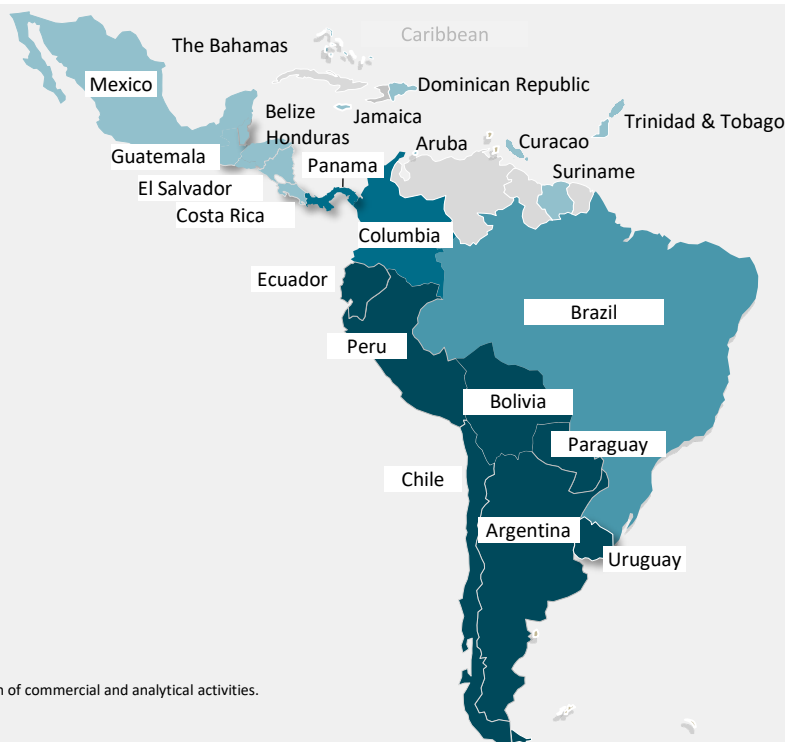 Caribbean
The Bahamas
Mexico
Dominican Republic
Belize
Jamaica
Trinidad & Tobago
Honduras
Aruba
Curacao
Guatemala
Panama
Suriname
El Salvador
Costa Rica
Columbia
Ecuador
Brazil
Peru
Bolivia
Paraguay
Chile
Argentina
Uruguay
of commercial and analytical activities.